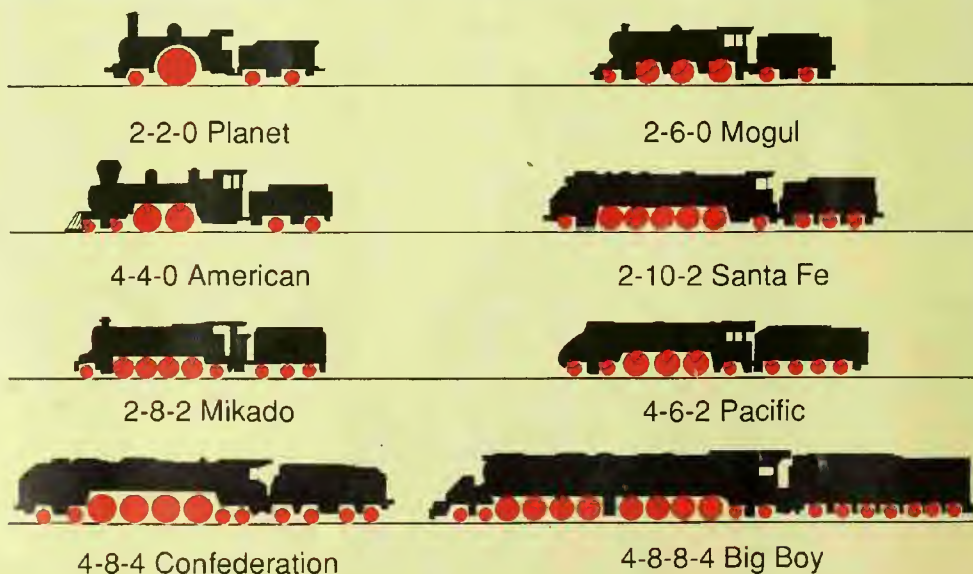 2-2-0 Planet
2-6-0 Mogul
4-4-0 American
2-10-2 Santa Fe
2-8-2 Mikado
4-6-2 Pacific
4-8-4 Confederation
4-8-8-4 Big Boy